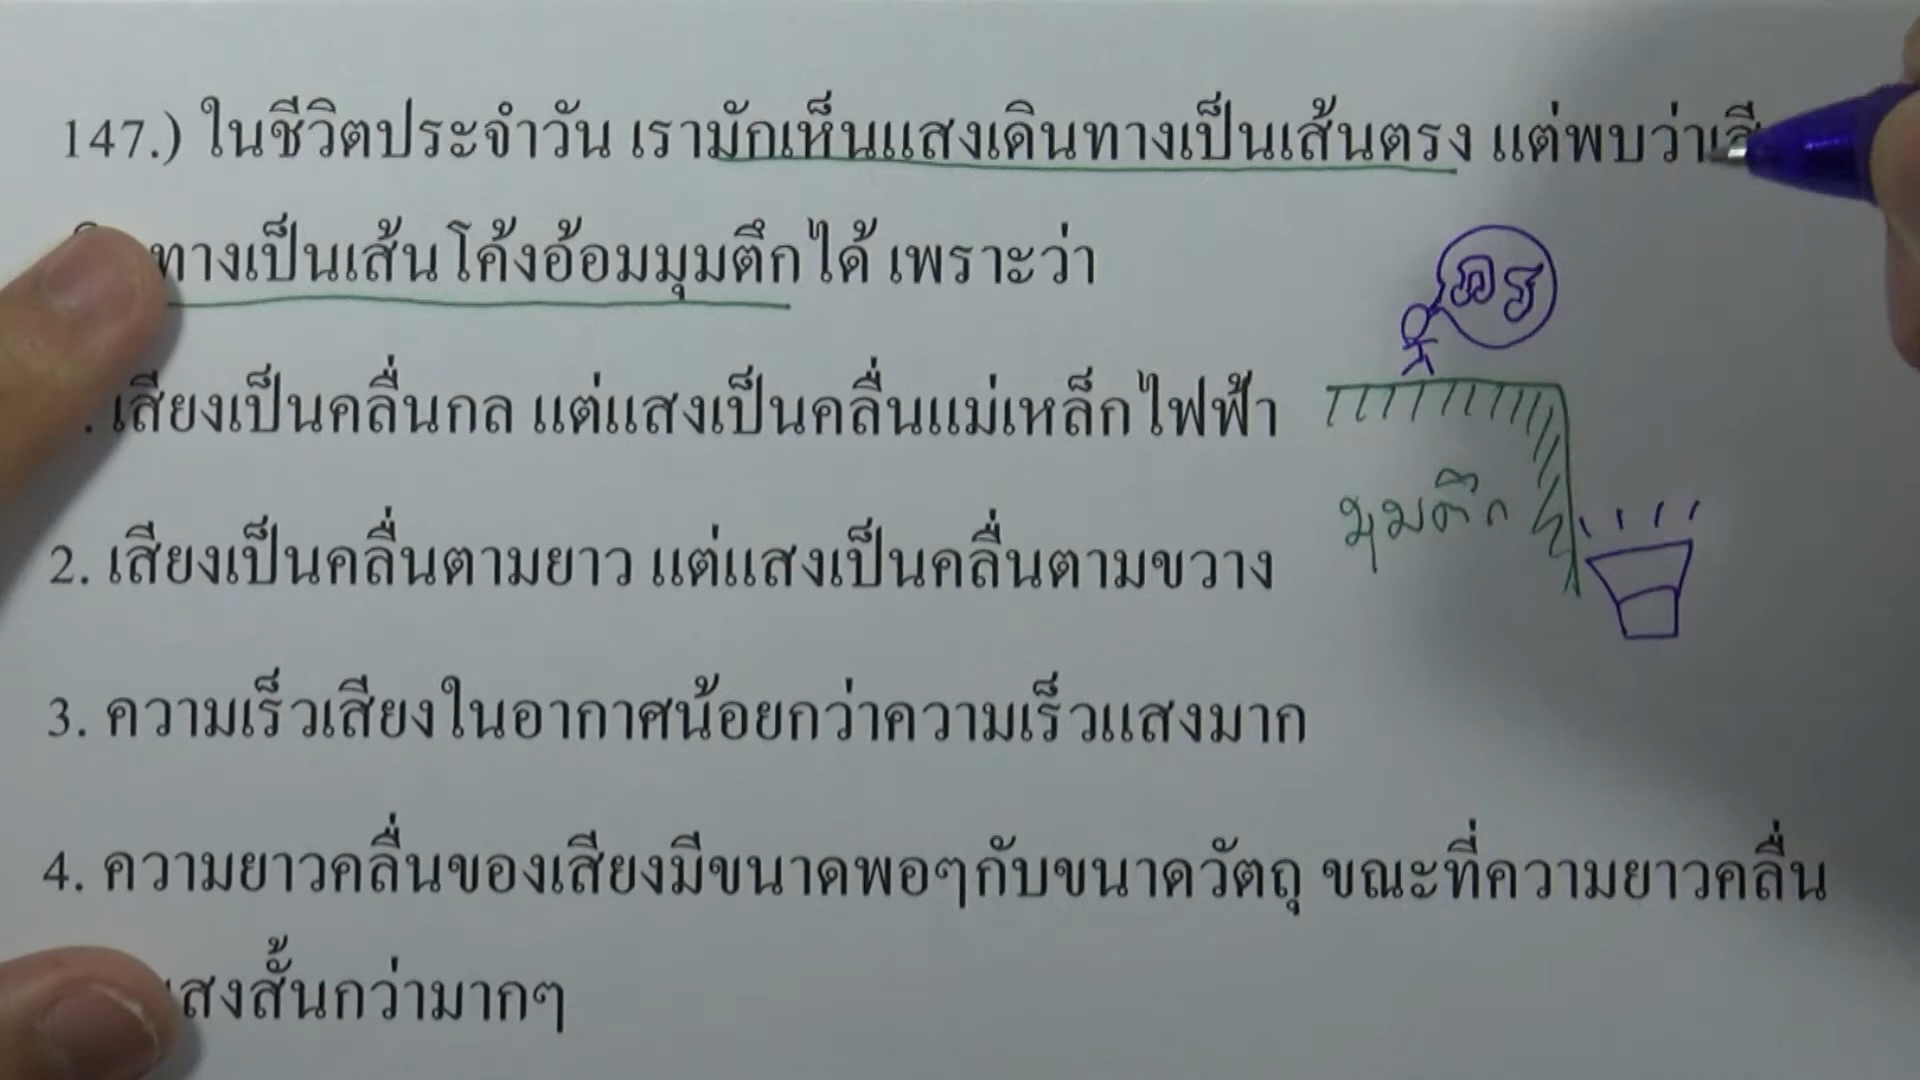 147.) ในชีวิตประจำวัน เรามักเห็นแสงเดินทางเป็นเส้นตรง แต่พบว่า
ทางเป็นเส้นโค้งอ้อมมุมตึกได้ เพราะว่า
. เสียงเป็นคลื่นกล แต่แสงเป็นคลื่นแม่เหล็กไฟฟ้า
มุมตึก
2. เสียงเป็นคลื่นตามยาว แต่แสงเป็นคลื่นตามขวาง
3. ความเร็วเสียงในอากาศน้อยกว่าความเร็วแสงมาก
4. ความยาวคลื่นของเสียงมีขนาดพอๆกับขนาดวัตถุ ขณะที่ความยาวคลื่น
แสงสั้นกว่ามากๆ